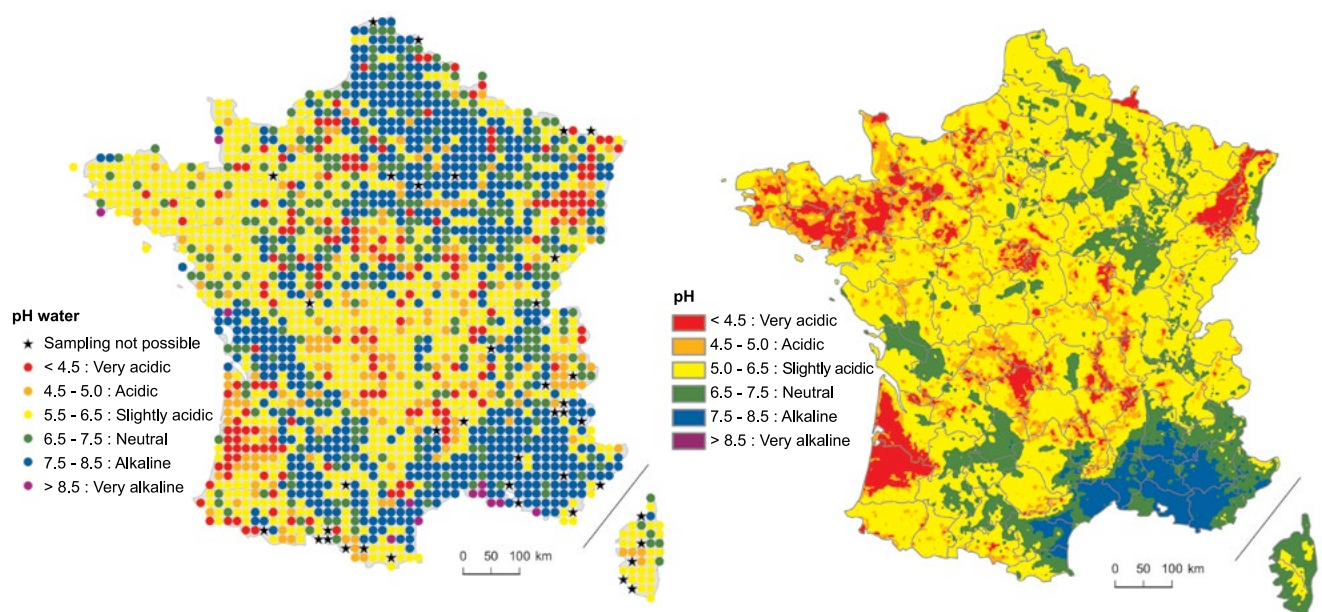 pH water
Sampling not possible
< 4.5 : Very acidic
4.5 - 5.0 : Acidic
5.5 - 6.5 : Slightly acidic
6.5 - 7.5 : Neutral
7.5 - 8.5 : Alkaline
> 8.5 : Very alkaline
0 50 100 km
pH
< 4.5 : Very acidic
4.5 - 5.0 : Acidic
5.0 - 6.5 : Slightly acidic
6.5 - 7.5 : Neutral
7.5 - 8.5 : Alkaline
> 8.5 : Very alkaline
0 50 100 km